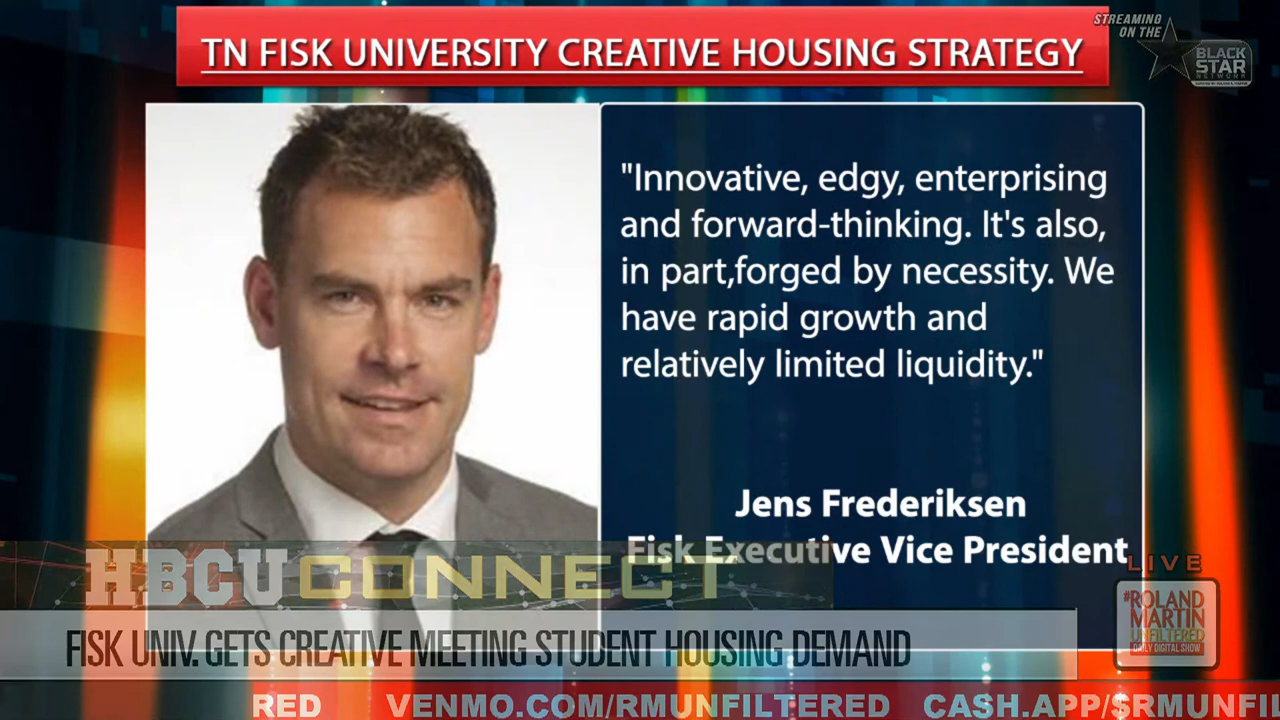 TN FISK UNIVERSITY CREATIVE HOUSING STRATEGY
STREAMING
ON THE
BLACK
STAR
NETWORK
"Innovative, edgy, enterprising
and forward-thinking. It's also,
in part,forged by necessity. We
have rapid growth and
relatively limited liquidity."
Jens Frederiksen
Fisk Executive Vice President
HBCU CONNECT
FISK UNIV. GETS CREATIVE MEETING STUDENT HOUSING DEMAND
LIVE
#ROLAND
MARTIN
UNFILTERED
DAILY DIGITAL SHOW
RED VENMO.COM/RMUNFILTERED CASH.APP/$RMUNFI